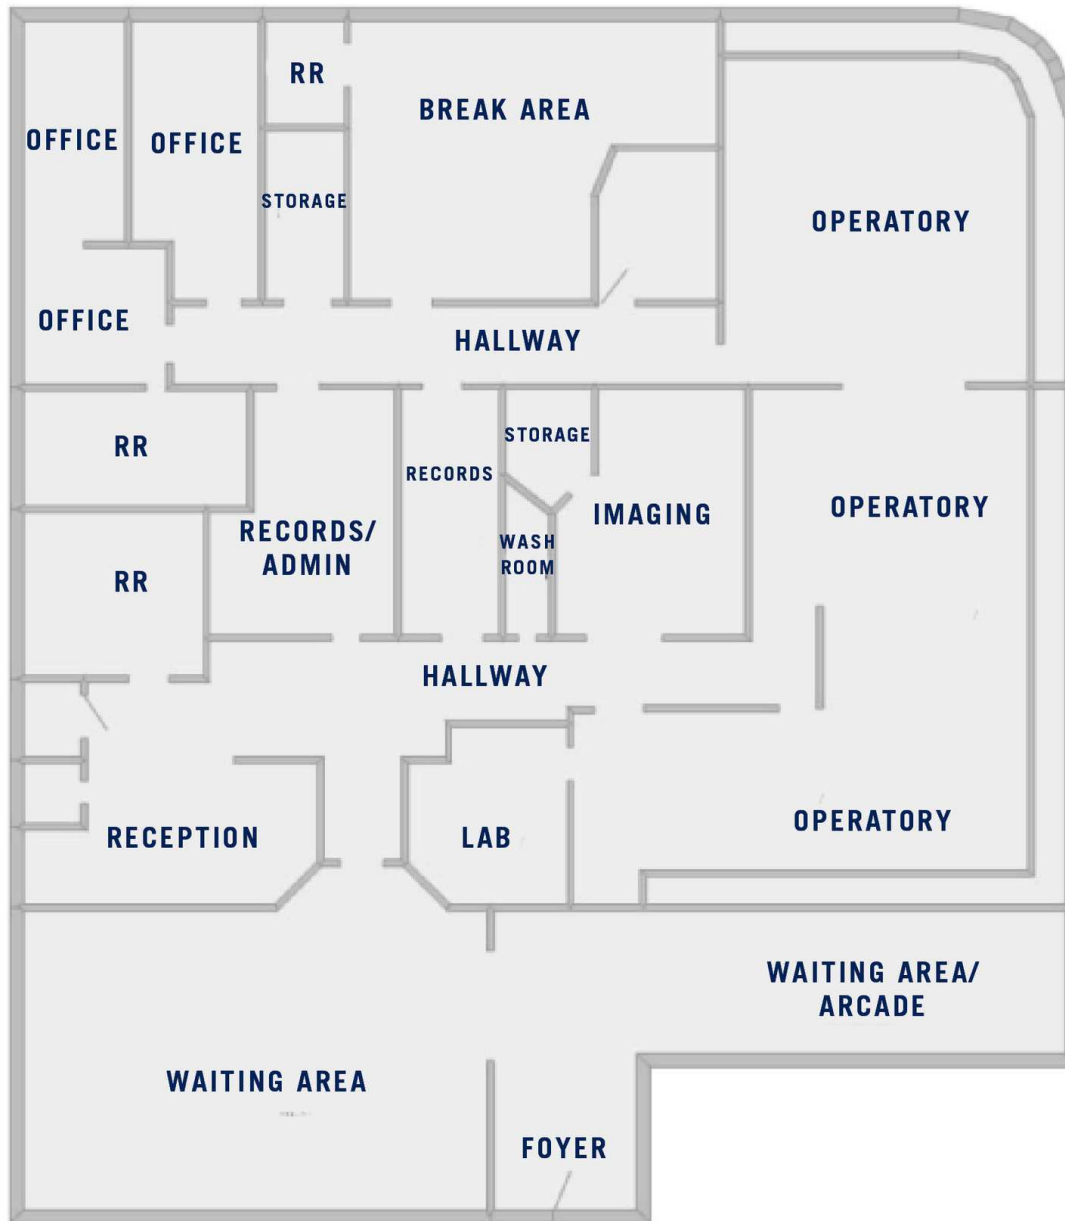 RR
BREAK AREA
OFFICE
OFFICE
STORAGE
OPERATORY
OFFICE
HALLWAY
RR
STORAGE
RECORDS
IMAGING
OPERATORY
RECORDS/
ADMIN
WASH
ROOM
RR
HALLWAY
RECEPTION
LAB
OPERATORY
WAITING AREA/
ARCADE
WAITING AREA
FOYER